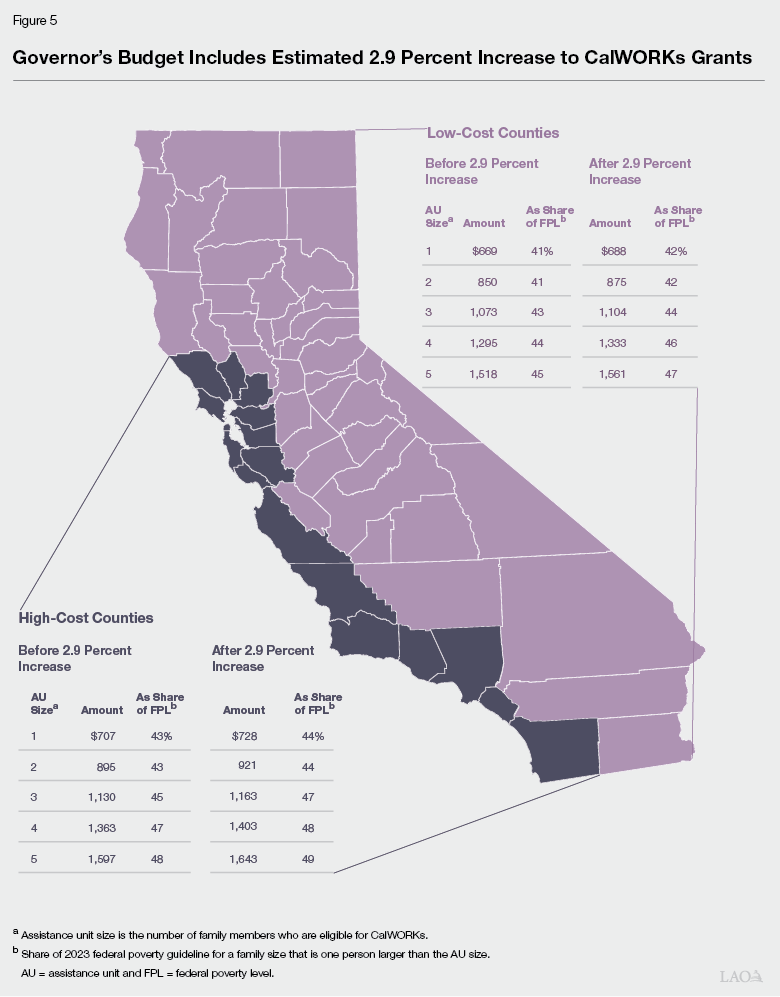 Figure 5
Governor's Budget Includes Estimated 2.9 Percent Increase to CalWORKs Grants
Low-Cost Counties
Before 2.9 Percent Increase
After 2.9 Percent Increase
AU Sizeᵃ Amount As Share of FPLᵇ Amount As Share of FPLᵇ
1 $669 41% $688 42%
2 850 41 875 42
3 1,073 43 1,104 44
4 1,295 44 1,333 46
5 1,518 45 1,561 47
High-Cost Counties
Before 2.9 Percent Increase
After 2.9 Percent Increase
AU Sizeᵃ Amount As Share of FPLᵇ Amount As Share of FPLᵇ
1 $707 43% $728 44%
2 895 43 921 44
3 1,130 45 1,163 47
4 1,363 47 1,403 48
5 1,597 48 1,643 49
ᵃ Assistance unit size is the number of family members who are eligible for CalWORKs.
ᵇ Share of 2023 federal poverty guideline for a family size that is one person larger than the AU size.
AU = assistance unit and FPL = federal poverty level.
LAO